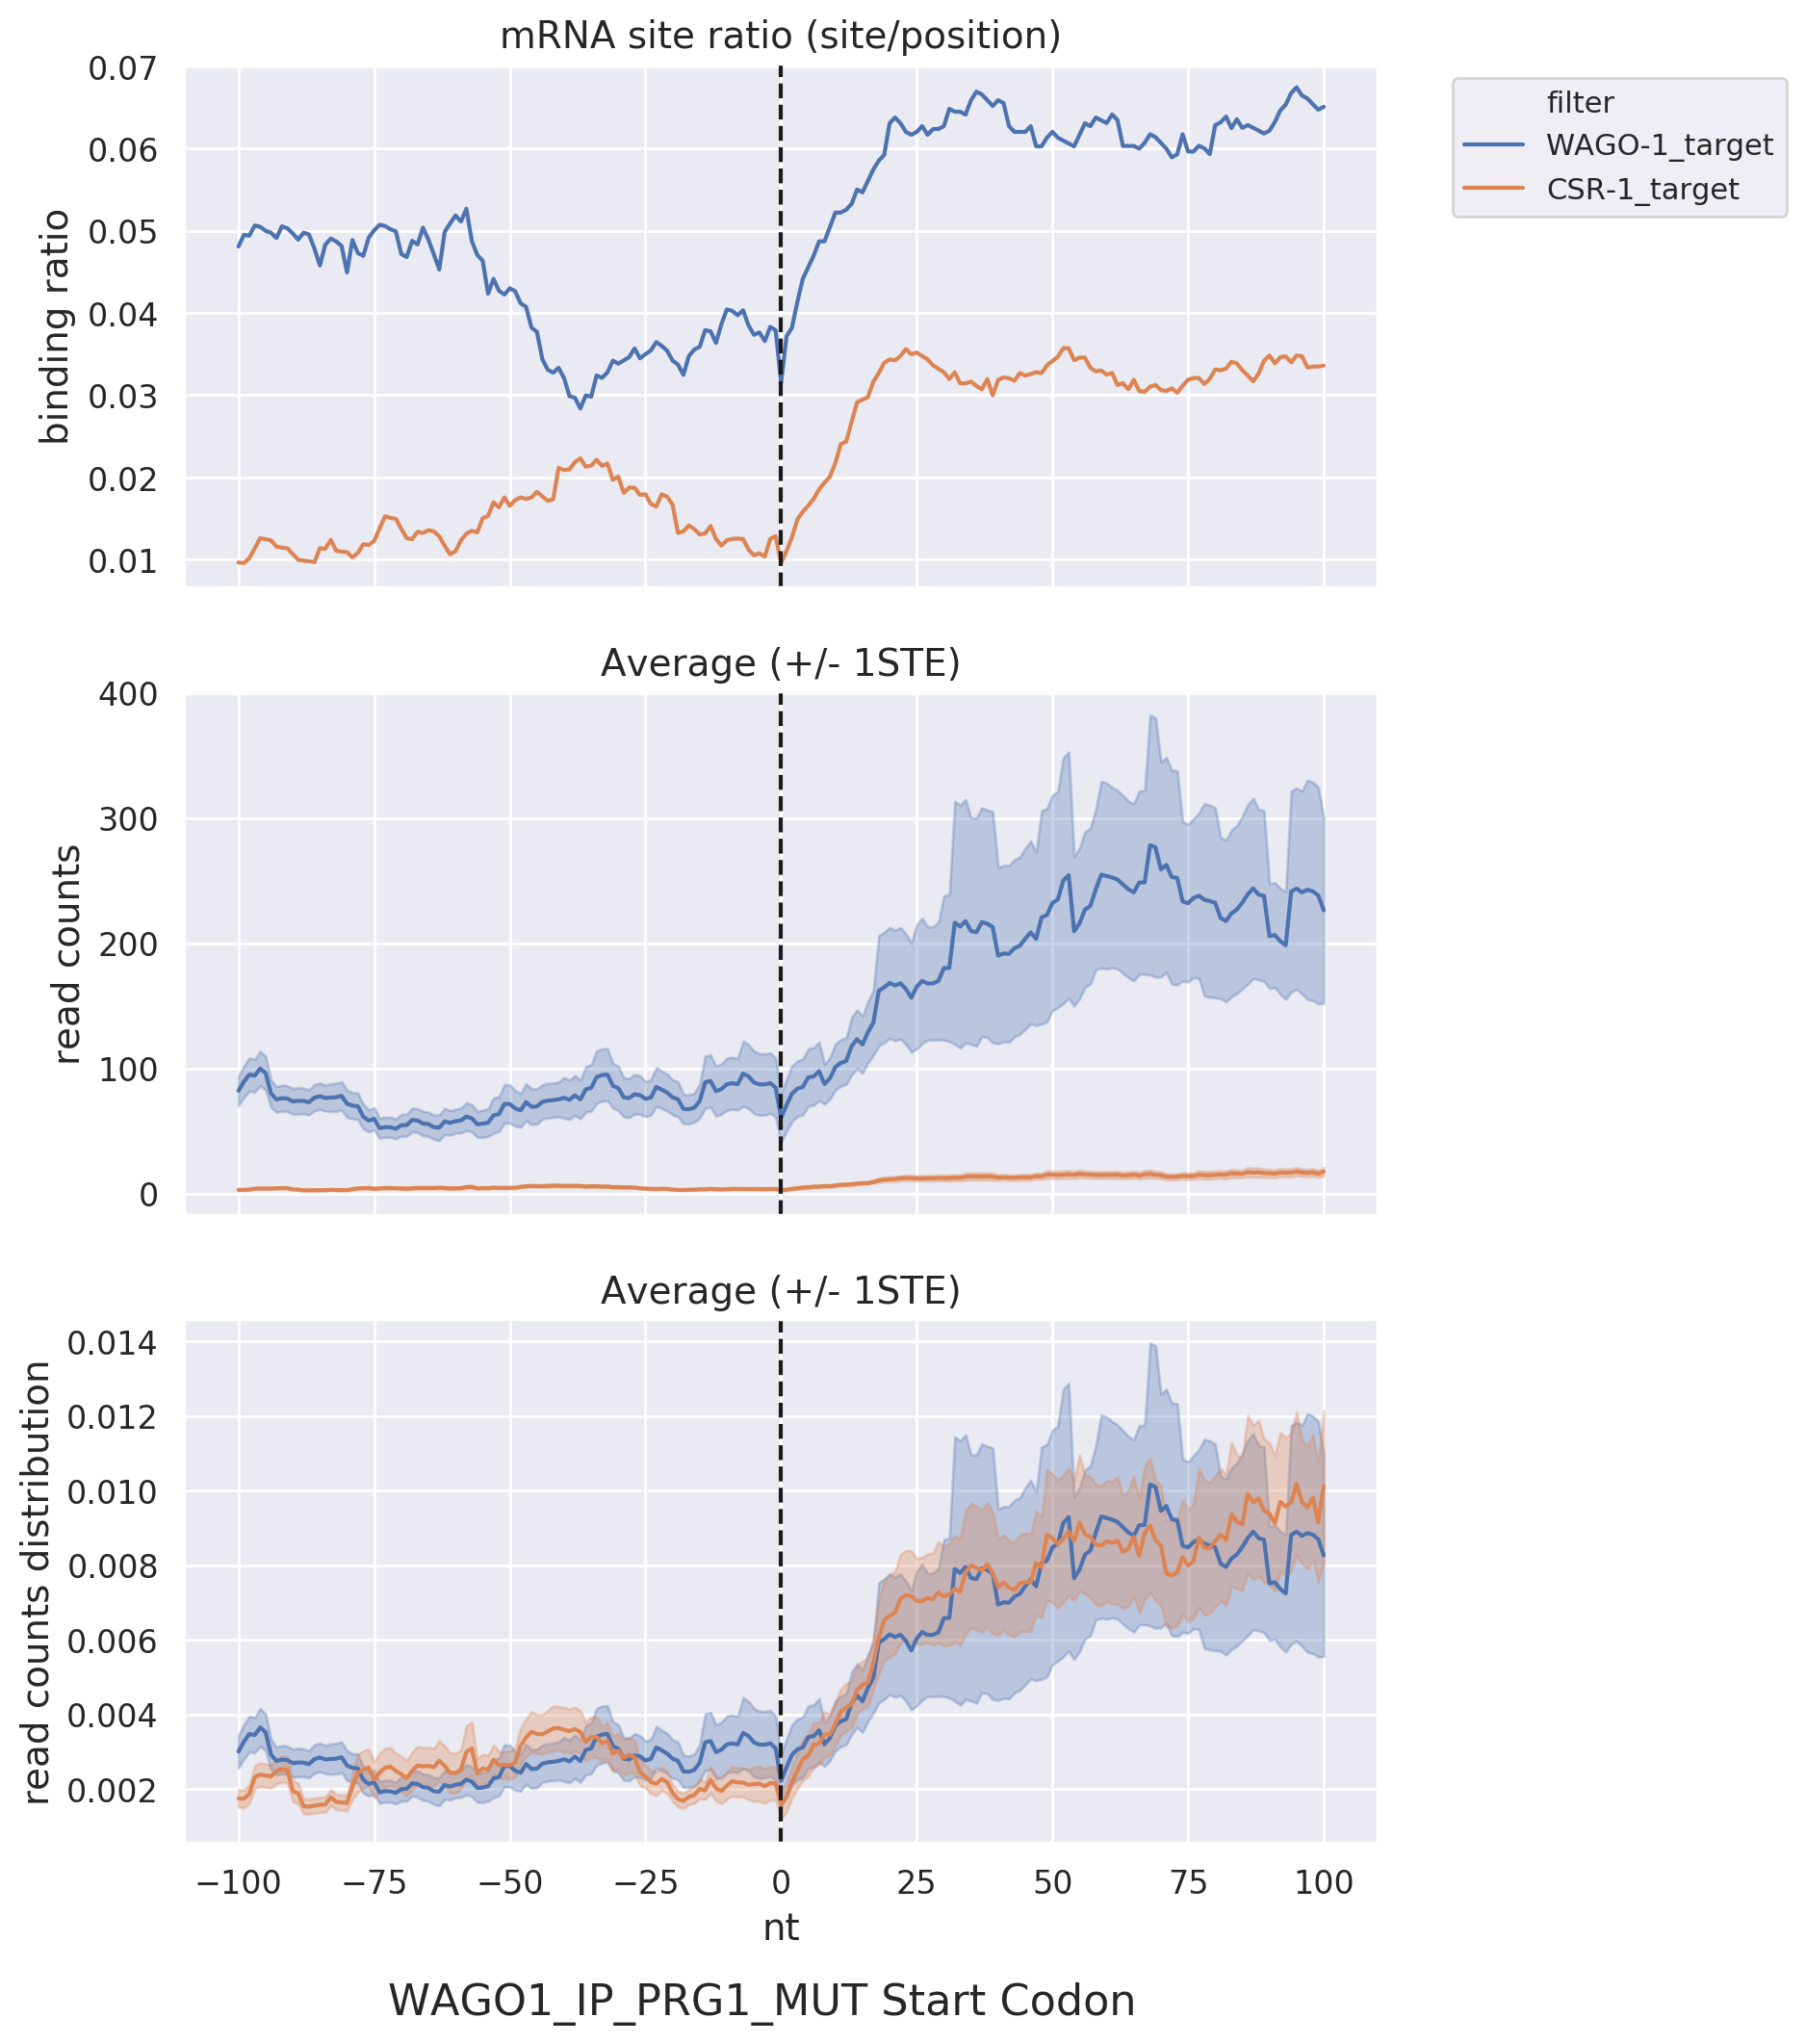 mRNA site ratio (site/position)
0.07
0.06
0.05
0.04
0.03
0.02
0.01
binding ratio
filter
WAGO-1_target
CSR-1_target
Average (+/- 1STE)
400
300
200
100
0
read counts
Average (+/- 1STE)
0.014
0.012
0.010
0.008
0.006
0.004
0.002
read counts distribution
−100 −75 −50 −25 0 25 50 75 100
nt
WAGO1_IP_PRG1_MUT Start Codon